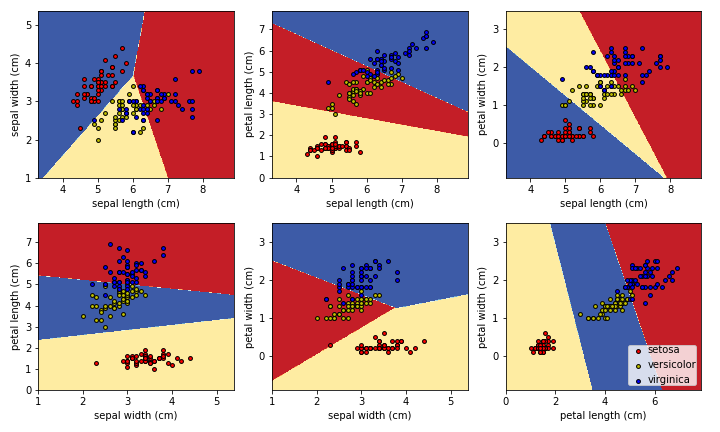 5
4
3
2
1
4 5 6 7 8
sepal width (cm)
sepal length (cm)
7
6
5
4
3
2
1
0
4 5 6 7 8
petal length (cm)
sepal length (cm)
3
2
1
0
4 5 6 7 8
petal width (cm)
sepal length (cm)
7
6
5
4
3
2
1
0
1 2 3 4 5
petal length (cm)
sepal width (cm)
3
2
1
0
1 2 3 4 5
petal width (cm)
sepal width (cm)
3
2
1
0
0 2 4 6
petal width (cm)
petal length (cm)
setosa
versicolor
virginica